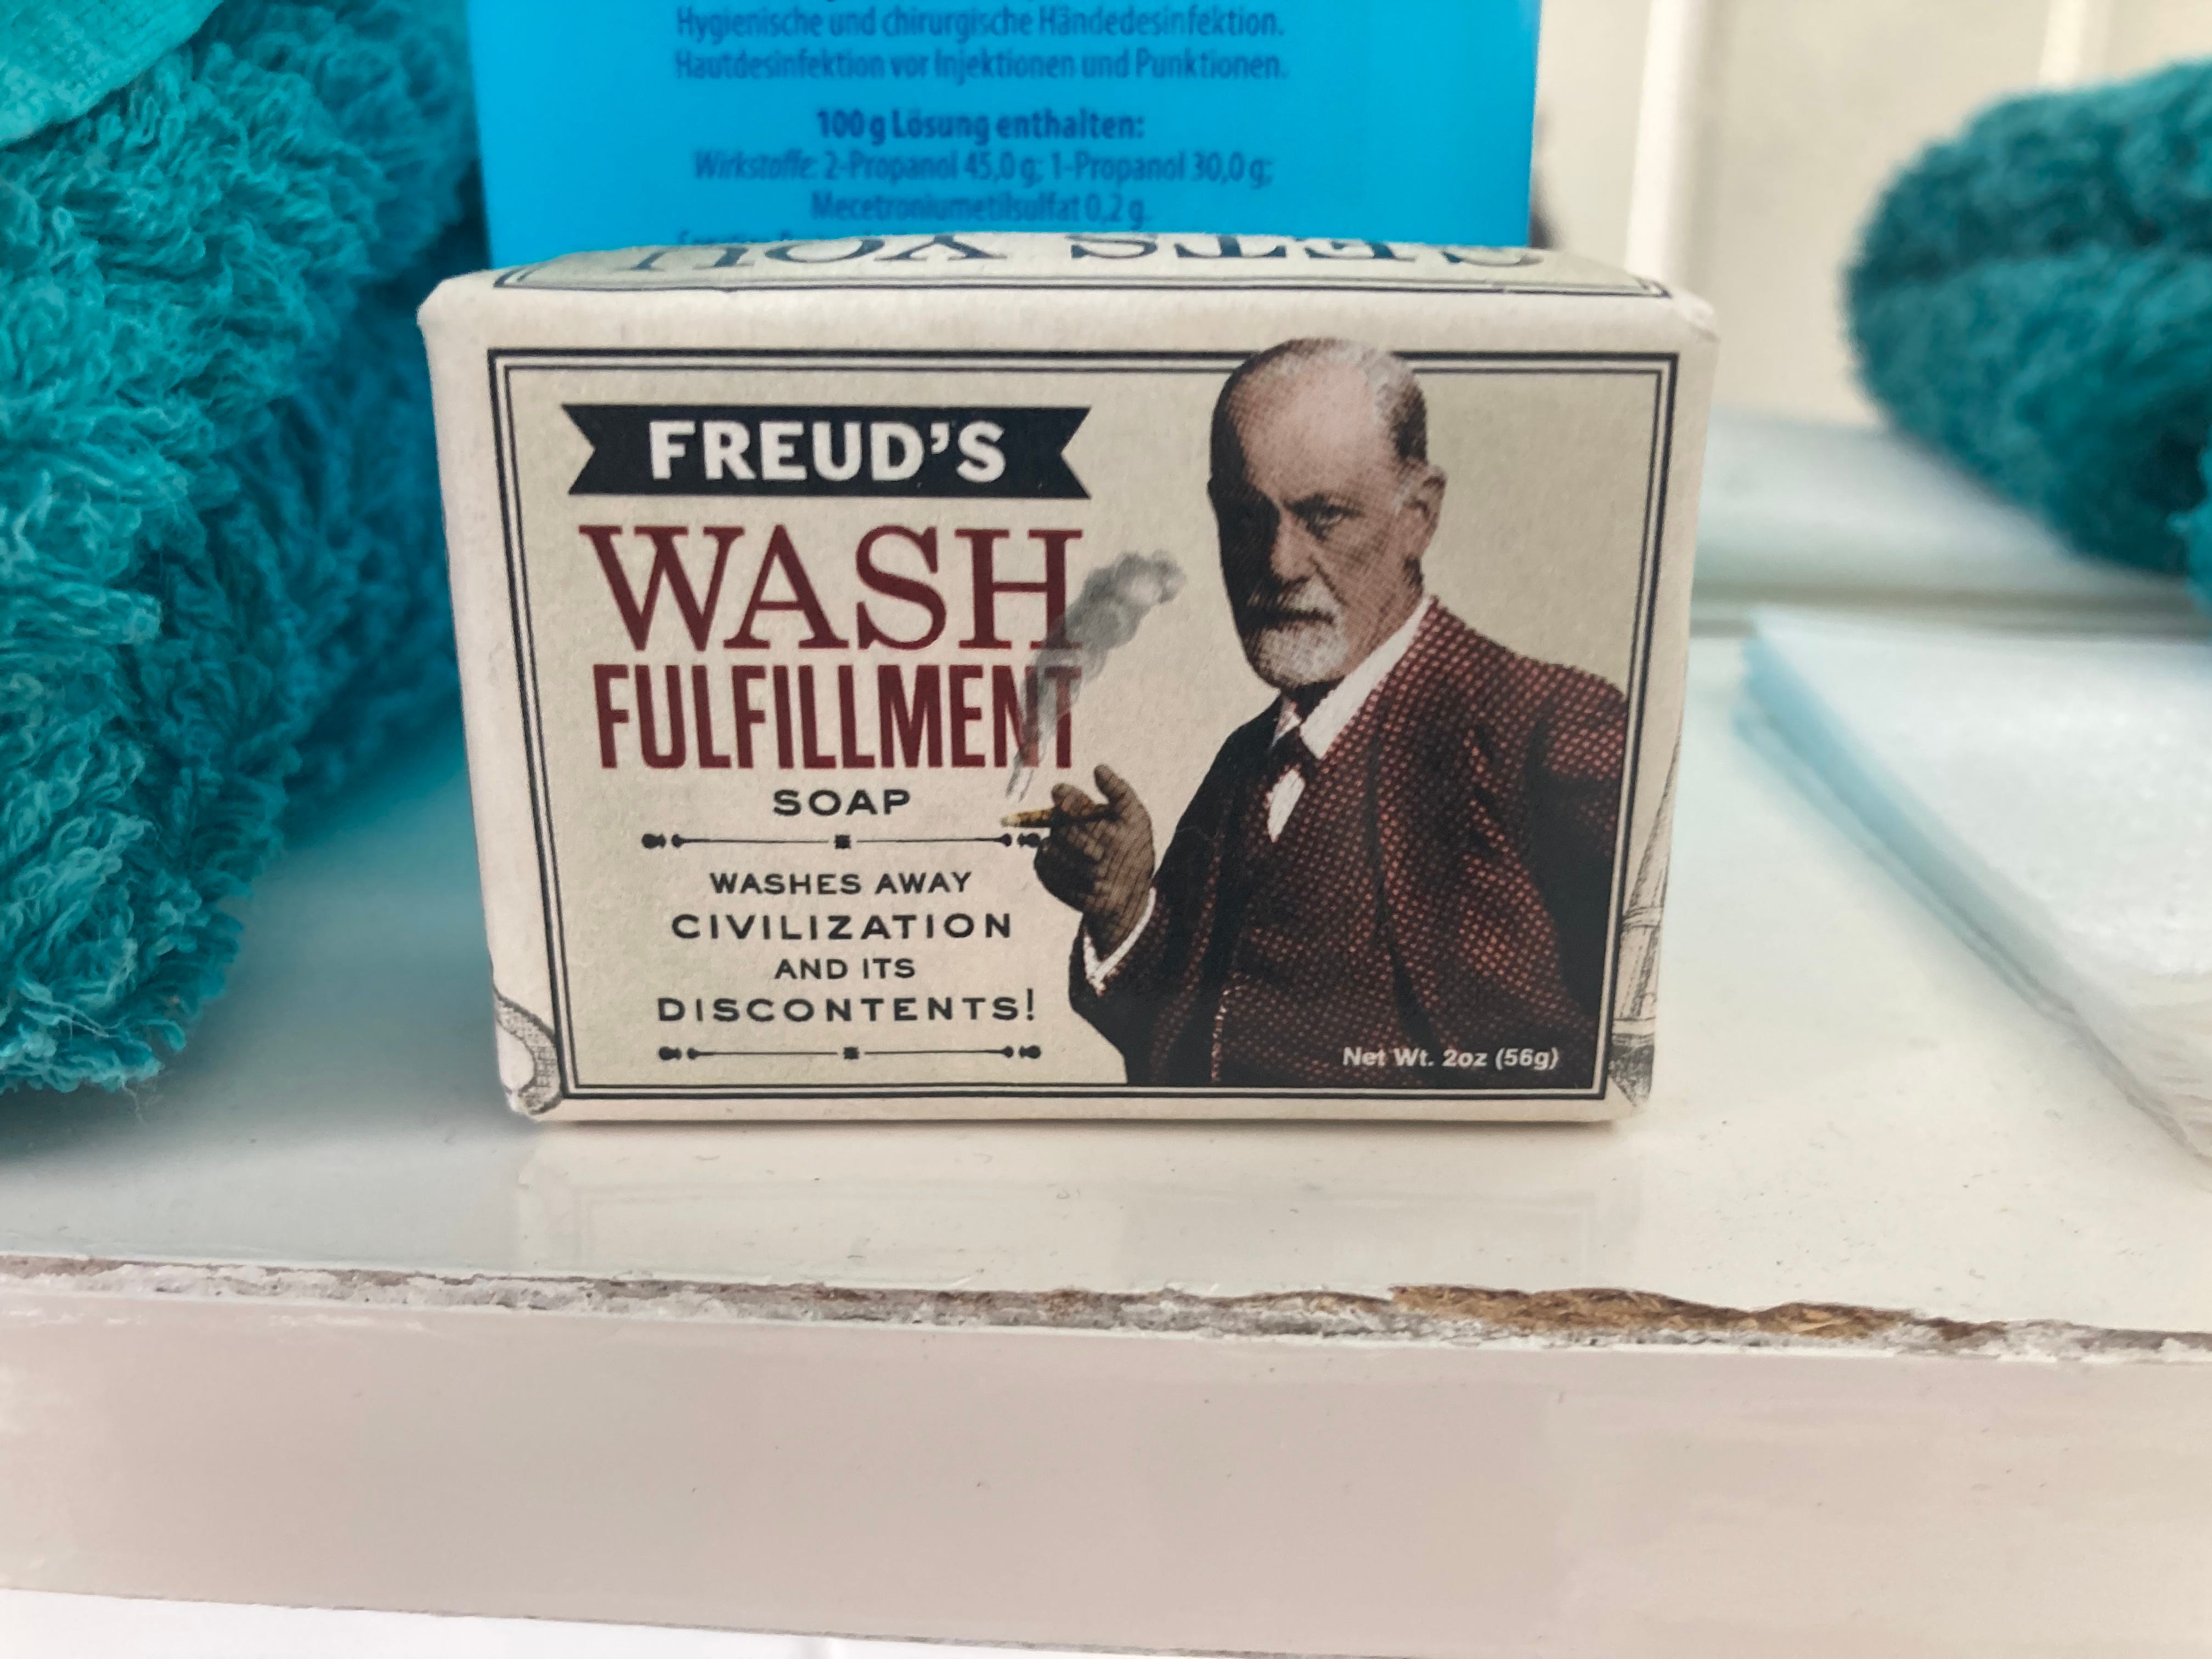 Hygienische und chirurgische Händedesinfektion.
Hautdesinfektion vor Injektionen und Punktionen.
100 g Lösung enthalten:
Wirkstoffe: 2-Propanol 45,0 g; 1-Propanol 30,0 g;
Mecetroniumetilsulfat 0,2 g.
GETS YOU
FREUD'S
WASH
FULFILLMENT
SOAP
WASHES AWAY
CIVILIZATION
AND ITS
DISCONTENTS!
Net Wt. 2oz (56g)